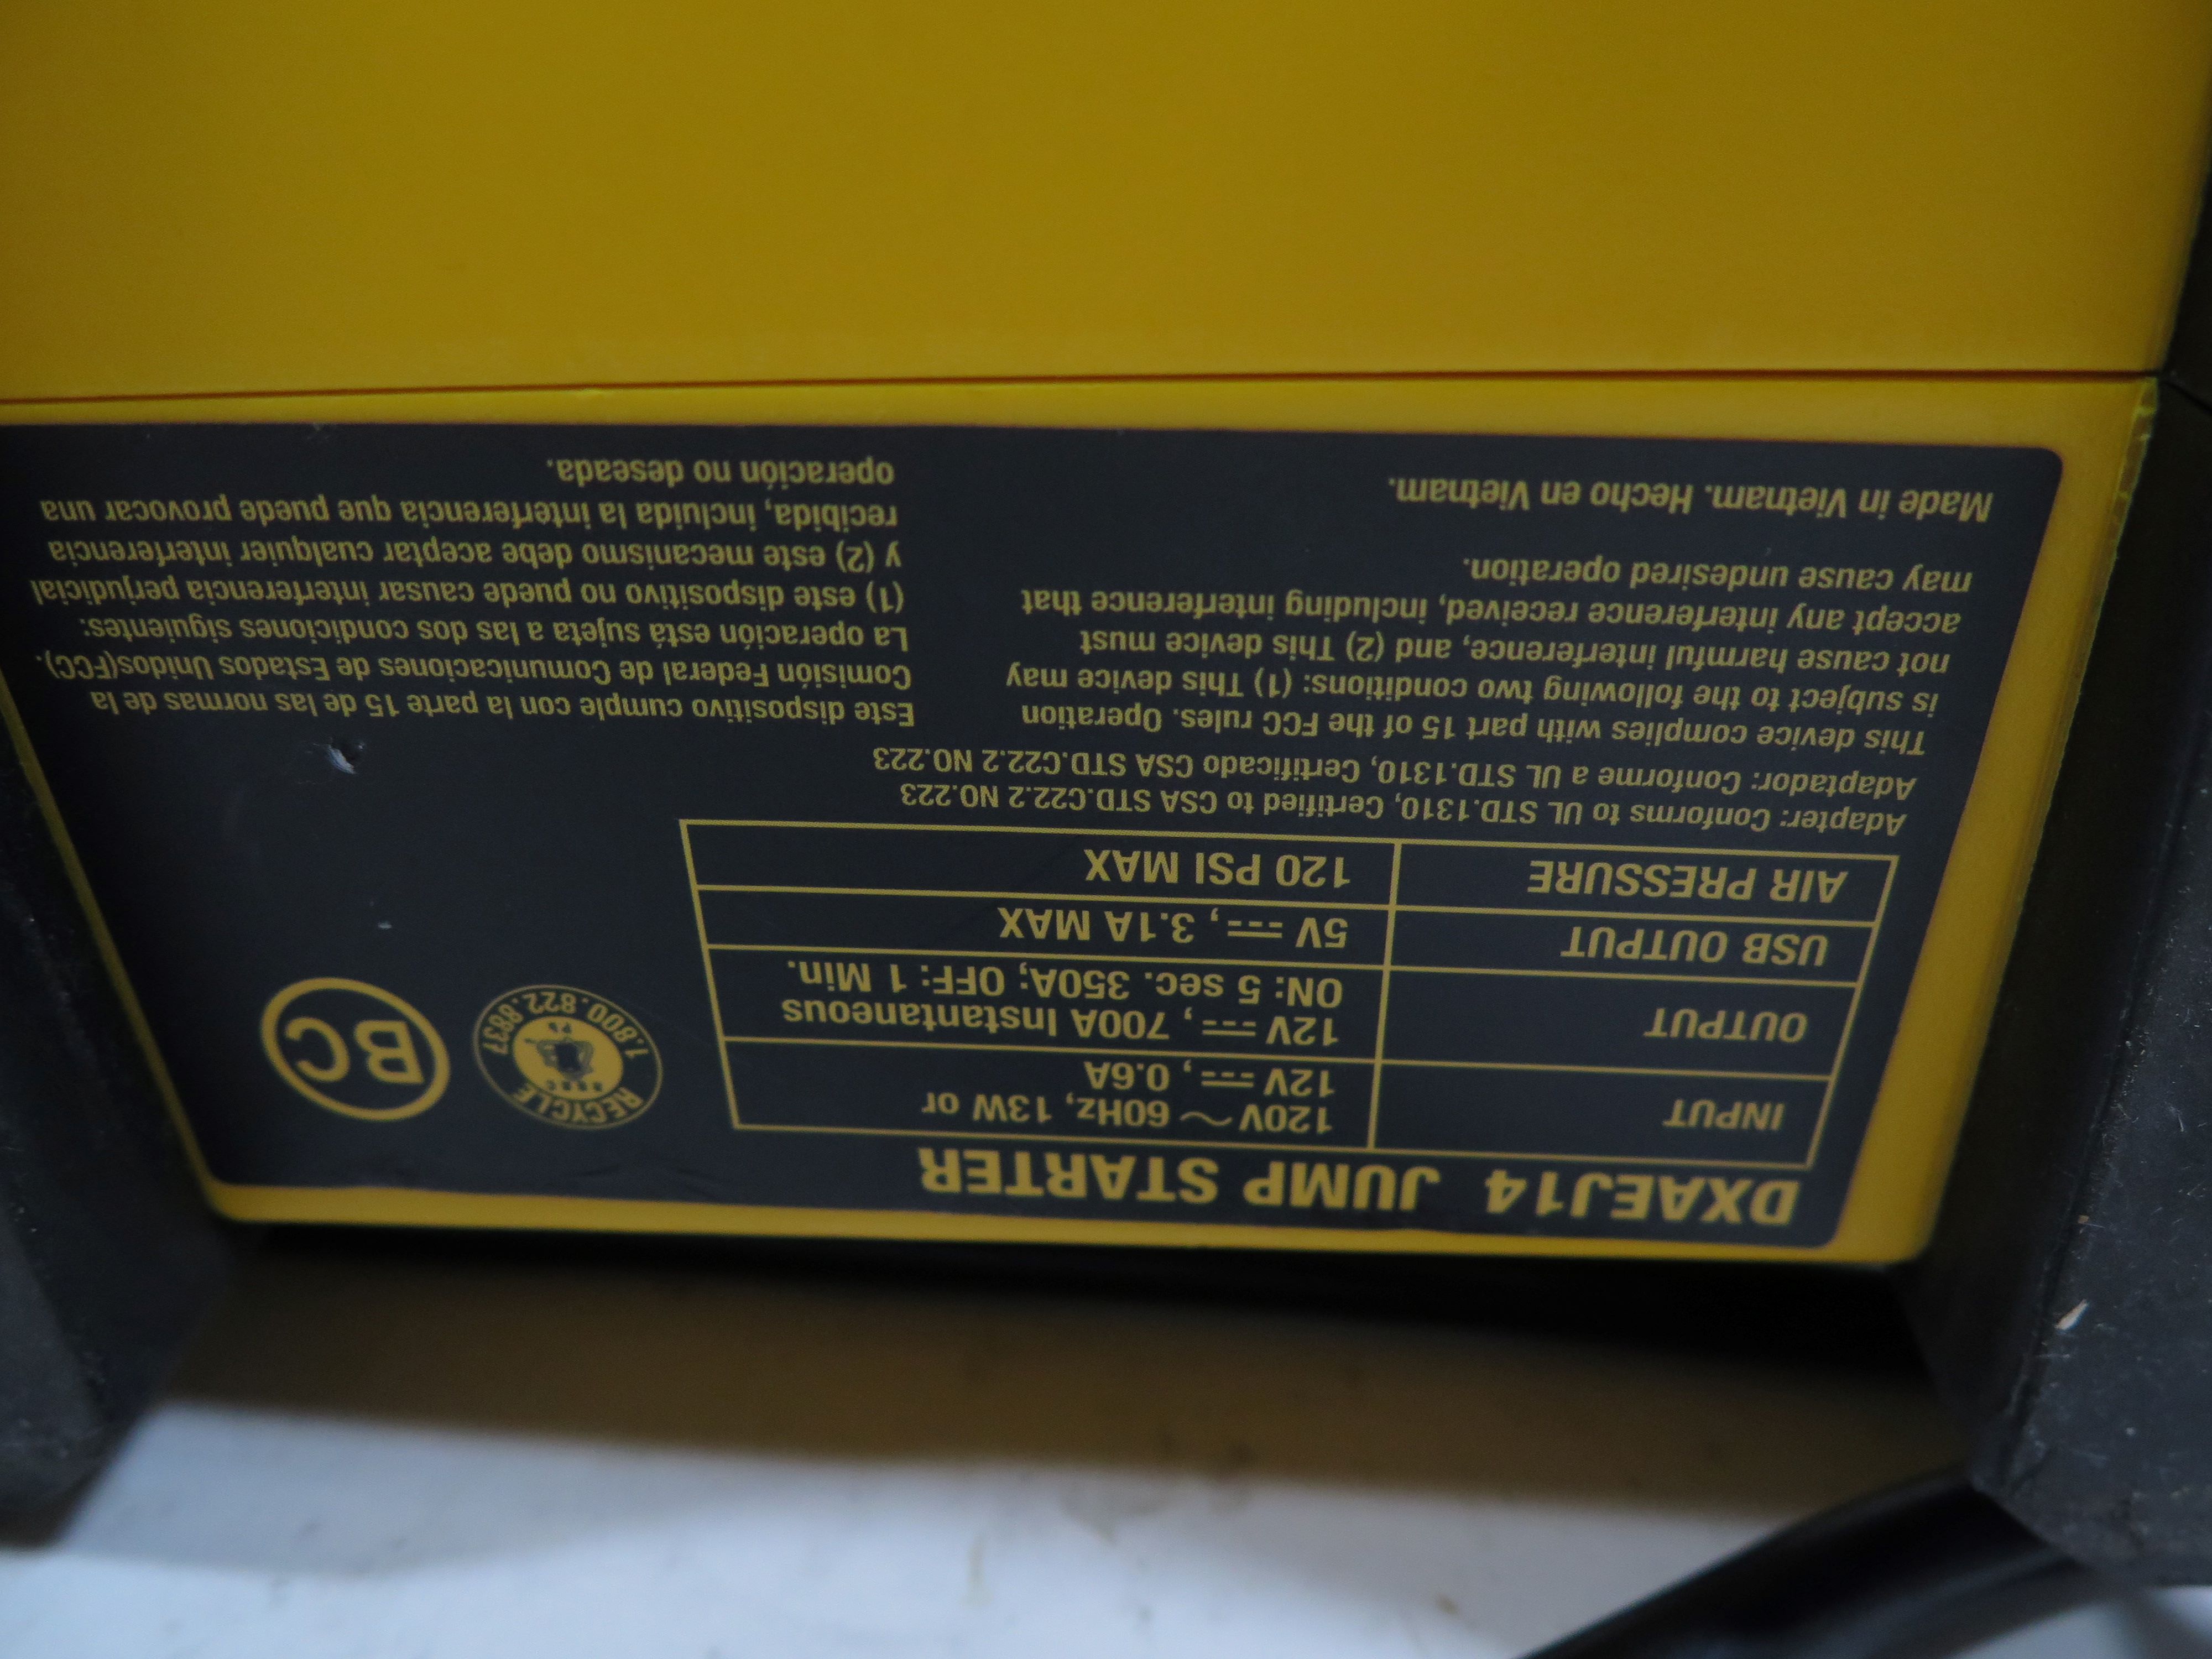 DXAEJ14 JUMP STARTER
INPUT
120V ~ 60Hz, 13W or
12V ⎓, 0.6A
OUTPUT
12V ⎓, 700A Instantaneous
ON: 5 sec. 350A; OFF: 1 Min.
USB OUTPUT
5V ⎓, 3.1A MAX
AIR PRESSURE
120 PSI MAX
RECYCLE
RBRC
Pb
1.800.822.8837
BC
Adapter: Conforms to UL STD.1310, Certified to CSA STD.C22.2 NO.223
Adaptador: Conforme a UL STD.1310, Certificado CSA STD.C22.2 NO.223
This device complies with part 15 of the FCC rules. Operation
is subject to the following two conditions: (1) This device may
not cause harmful interference, and (2) This device must
accept any interference received, including interference that
may cause undesired operation.
Made in Vietnam. Hecho en Vietnam.
Este dispositivo cumple con la parte 15 de las normas de la
Comisión Federal de Comunicaciones de Estados Unidos(FCC).
La operación está sujeta a las dos condiciones siguientes:
(1) este dispositivo no puede causar interferencia perjudicial
y (2) este mecanismo debe aceptar cualquier interferencia
recibida, incluida la interferencia que puede provocar una
operación no deseada.